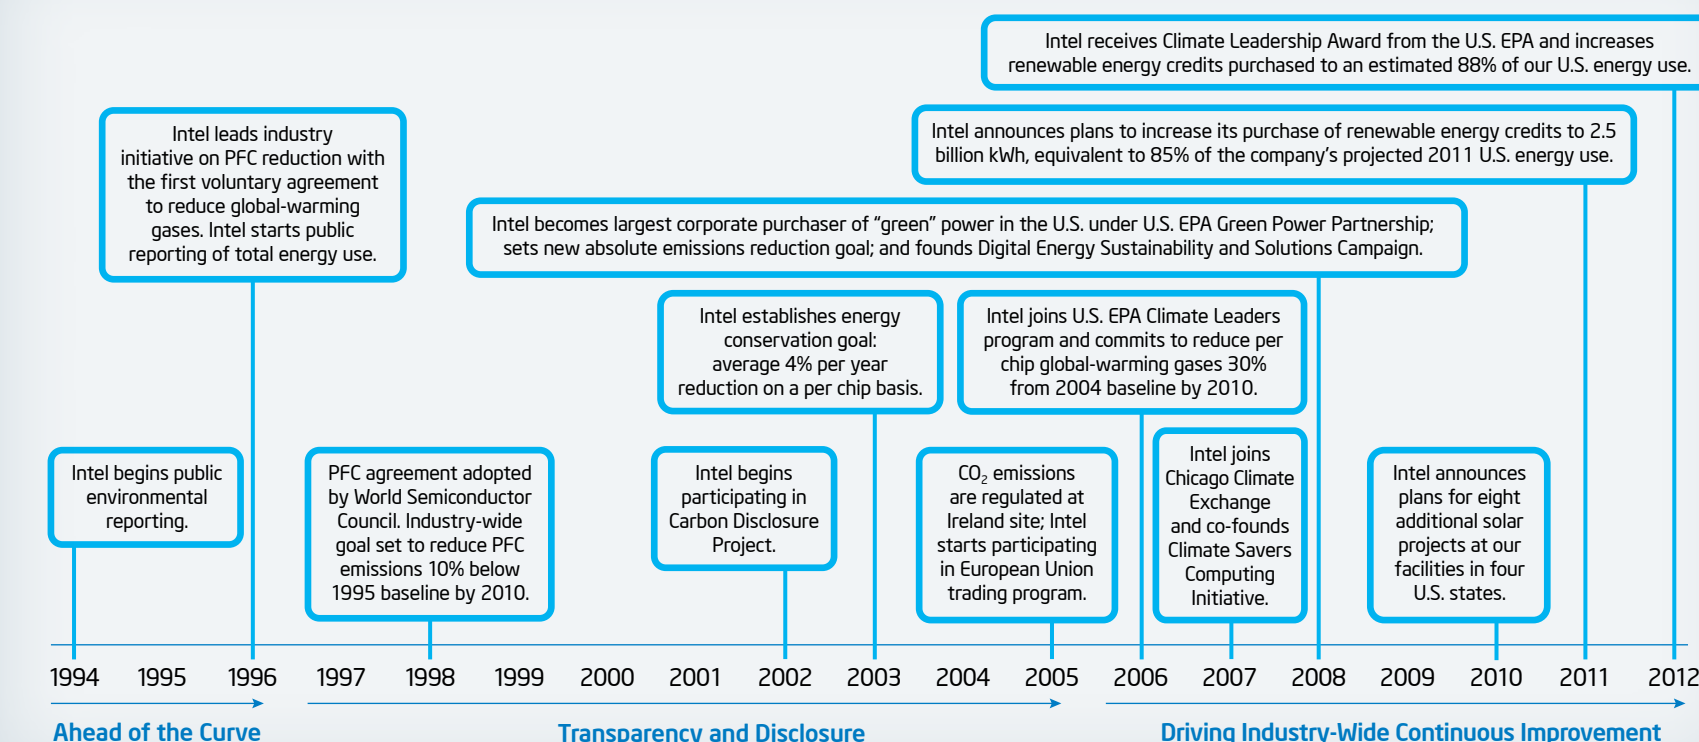 Intel receives Climate Leadership Award from the U.S. EPA and increases
renewable energy credits purchased to an estimated 88% of our U.S. energy use.
Intel leads industry
initiative on PFC reduction with
the first voluntary agreement
to reduce global-warming
gases. Intel starts public
reporting of total energy use.
Intel announces plans to increase its purchase of renewable energy credits to 2.5
billion kWh, equivalent to 85% of the company’s projected 2011 U.S. energy use.
Intel becomes largest corporate purchaser of “green” power in the U.S. under U.S. EPA Green Power Partnership;
sets new absolute emissions reduction goal; and founds Digital Energy Sustainability and Solutions Campaign.
Intel establishes energy
conservation goal:
average 4% per year
reduction on a per chip basis.
Intel joins U.S. EPA Climate Leaders
program and commits to reduce per
chip global-warming gases 30%
from 2004 baseline by 2010.
Intel begins public
environmental
reporting.
PFC agreement adopted
by World Semiconductor
Council. Industry-wide
goal set to reduce PFC
emissions 10% below
1995 baseline by 2010.
Intel begins
participating in
Carbon Disclosure
Project.
CO₂ emissions
are regulated at
Ireland site; Intel
starts participating
in European Union
trading program.
Intel joins
Chicago Climate
Exchange
and co-founds
Climate Savers
Computing
Initiative.
Intel announces
plans for eight
additional solar
projects at our
facilities in four
U.S. states.
1994 1995 1996 1997 1998 1999 2000 2001 2002 2003 2004 2005 2006 2007 2008 2009 2010 2011 2012
Ahead of the Curve
Transparency and Disclosure
Driving Industry-Wide Continuous Improvement